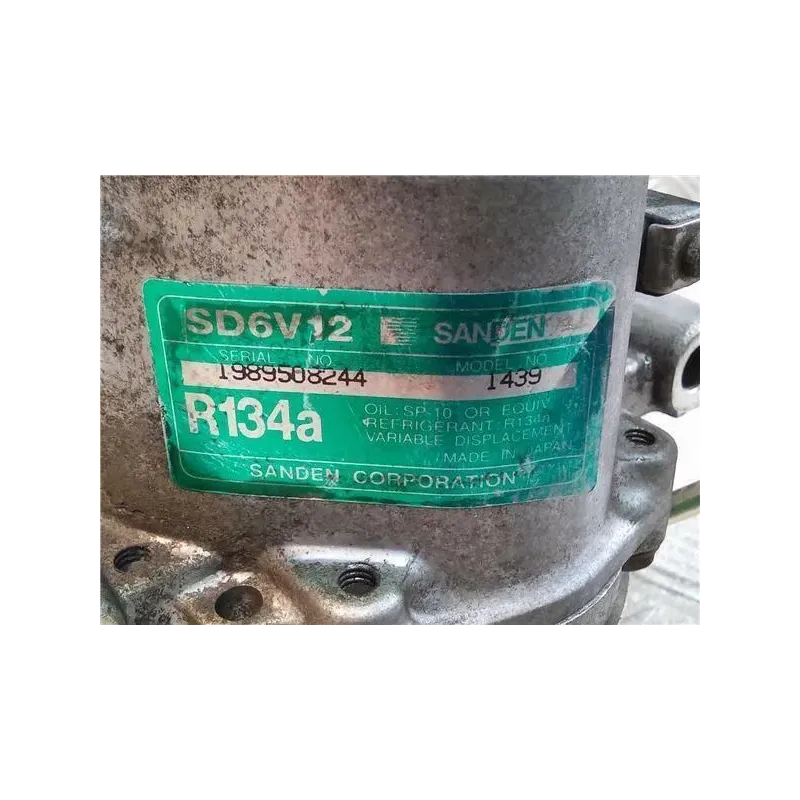 SD6V12 SANDEN
SERIAL NO. MODEL NO.
1989508244 1439
R134a
OIL: SP-10 OR EQUIV.
REFRIGERANT: R134a
VARIABLE DISPLACEMENT
MADE IN JAPAN
SANDEN CORPORATION